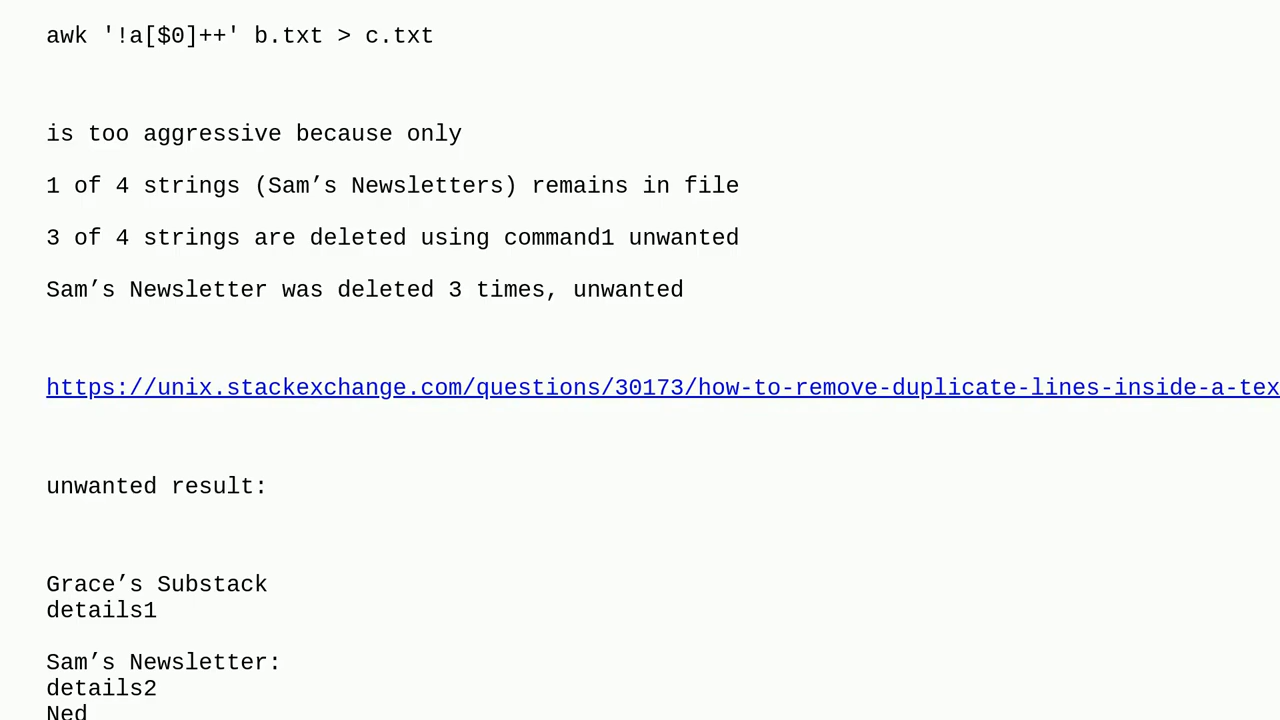 awk '!a[$0]++' b.txt > c.txt
is too aggressive because only
1 of 4 strings (Sam’s Newsletters) remains in file
3 of 4 strings are deleted using command1 unwanted
Sam’s Newsletter was deleted 3 times, unwanted
https://unix.stackexchange.com/questions/30173/how-to-remove-duplicate-lines-inside-a-tex
unwanted result:
Grace’s Substack
details1
Sam’s Newsletter:
details2
Ned